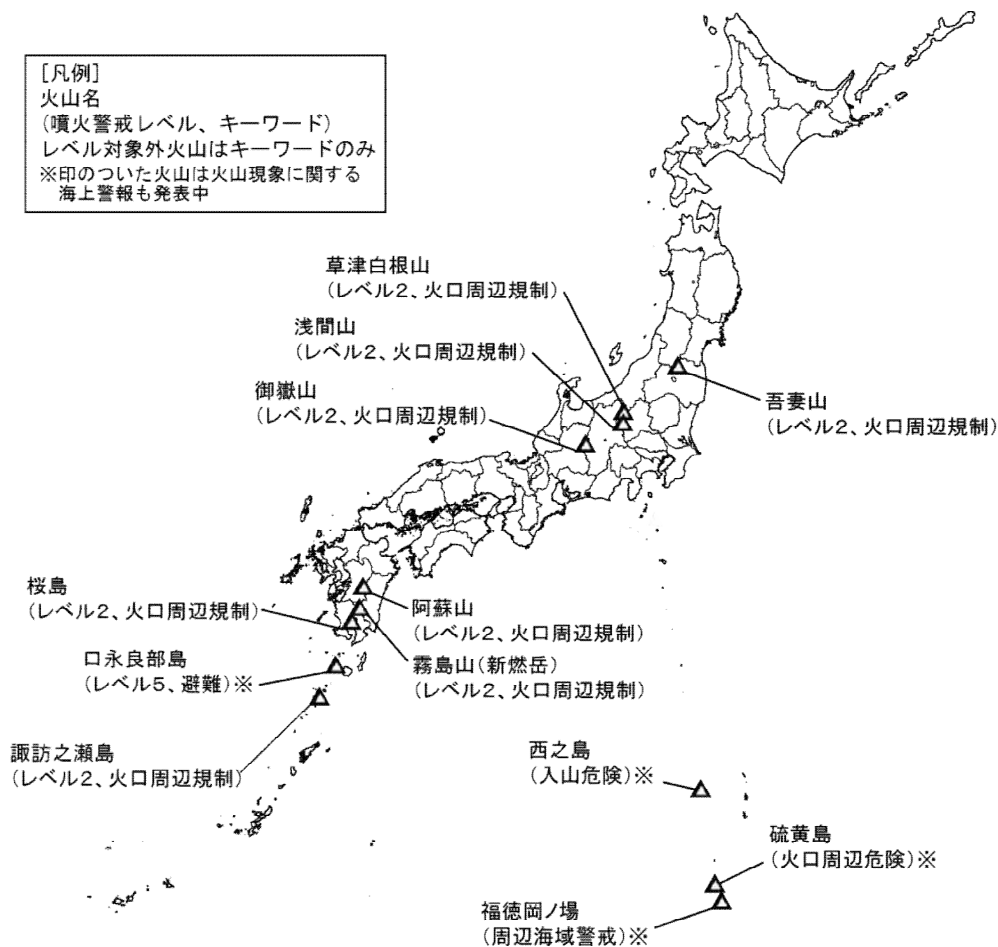 [凡例]
火山名
(噴火警戒レベル、キーワード)
レベル対象外火山はキーワードのみ
※印のついた火山は火山現象に関する
海上警報も発表中
草津白根山
(レベル2、火口周辺規制)
浅間山
(レベル2、火口周辺規制)
御嶽山
(レベル2、火口周辺規制)
吾妻山
(レベル2、火口周辺規制)
桜島
(レベル2、火口周辺規制)
阿蘇山
(レベル2、火口周辺規制)
口永良部島
(レベル5、避難)※
霧島山(新燃岳)
(レベル2、火口周辺規制)
諏訪之瀬島
(レベル2、火口周辺規制)
西之島
(入山危険)※
硫黄島
(火口周辺危険)※
福徳岡ノ場
(周辺海域警戒)※